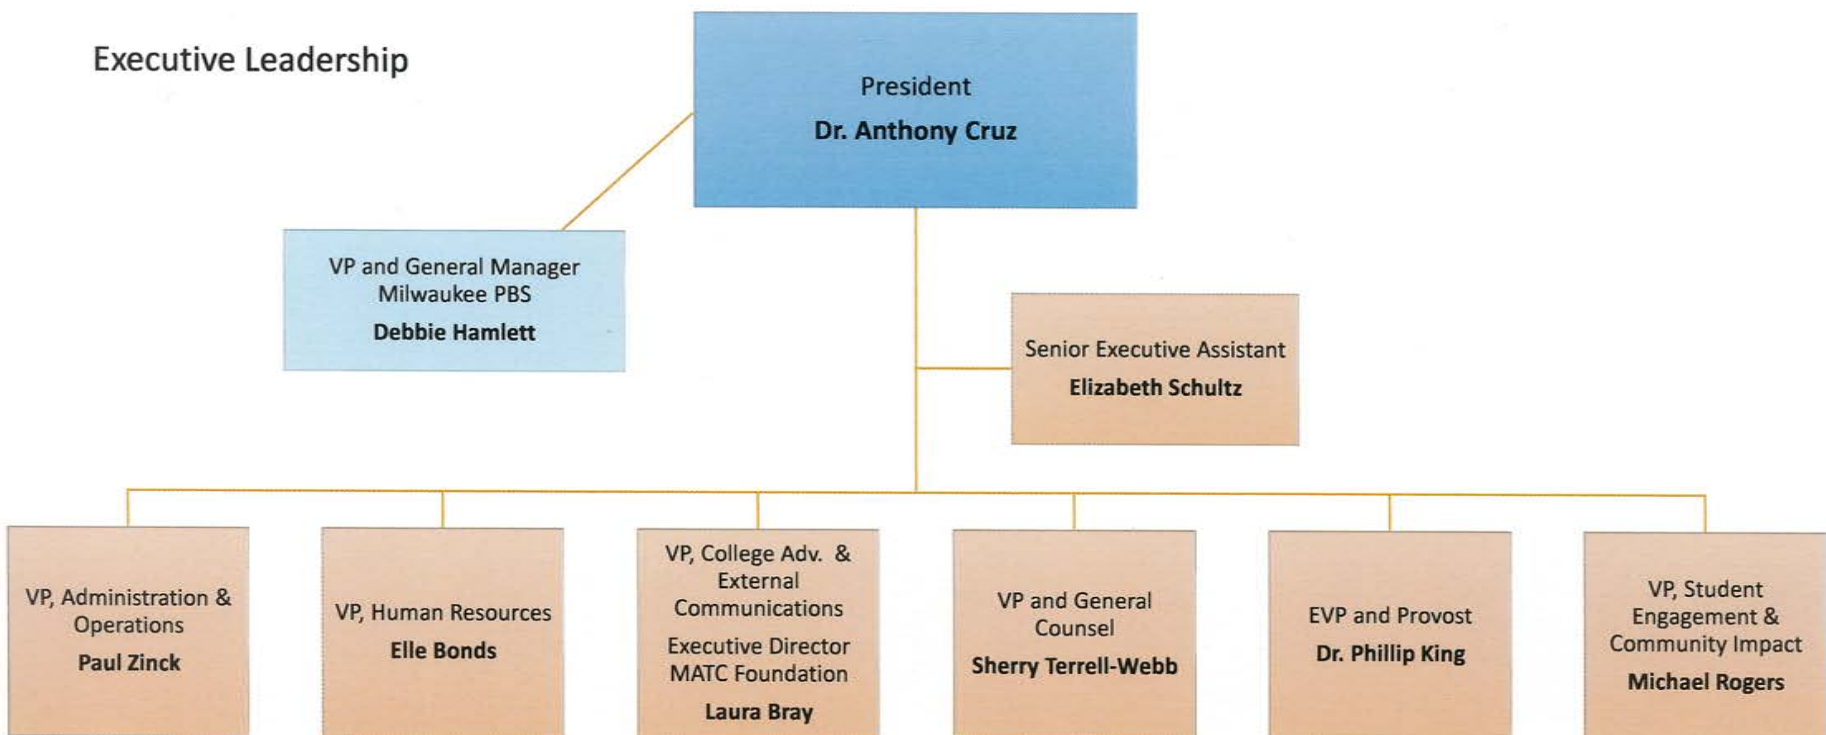 Executive Leadership
President
Dr. Anthony Cruz
VP and General Manager
Milwaukee PBS
Debbie Hamlett
Senior Executive Assistant
Elizabeth Schultz
VP, Administration &
Operations
Paul Zinck
VP, Human Resources
Elle Bonds
VP, College Adv. &
External
Communications
Executive Director
MATC Foundation
Laura Bray
VP and General
Counsel
Sherry Terrell-Webb
EVP and Provost
Dr. Phillip King
VP, Student
Engagement &
Community Impact
Michael Rogers